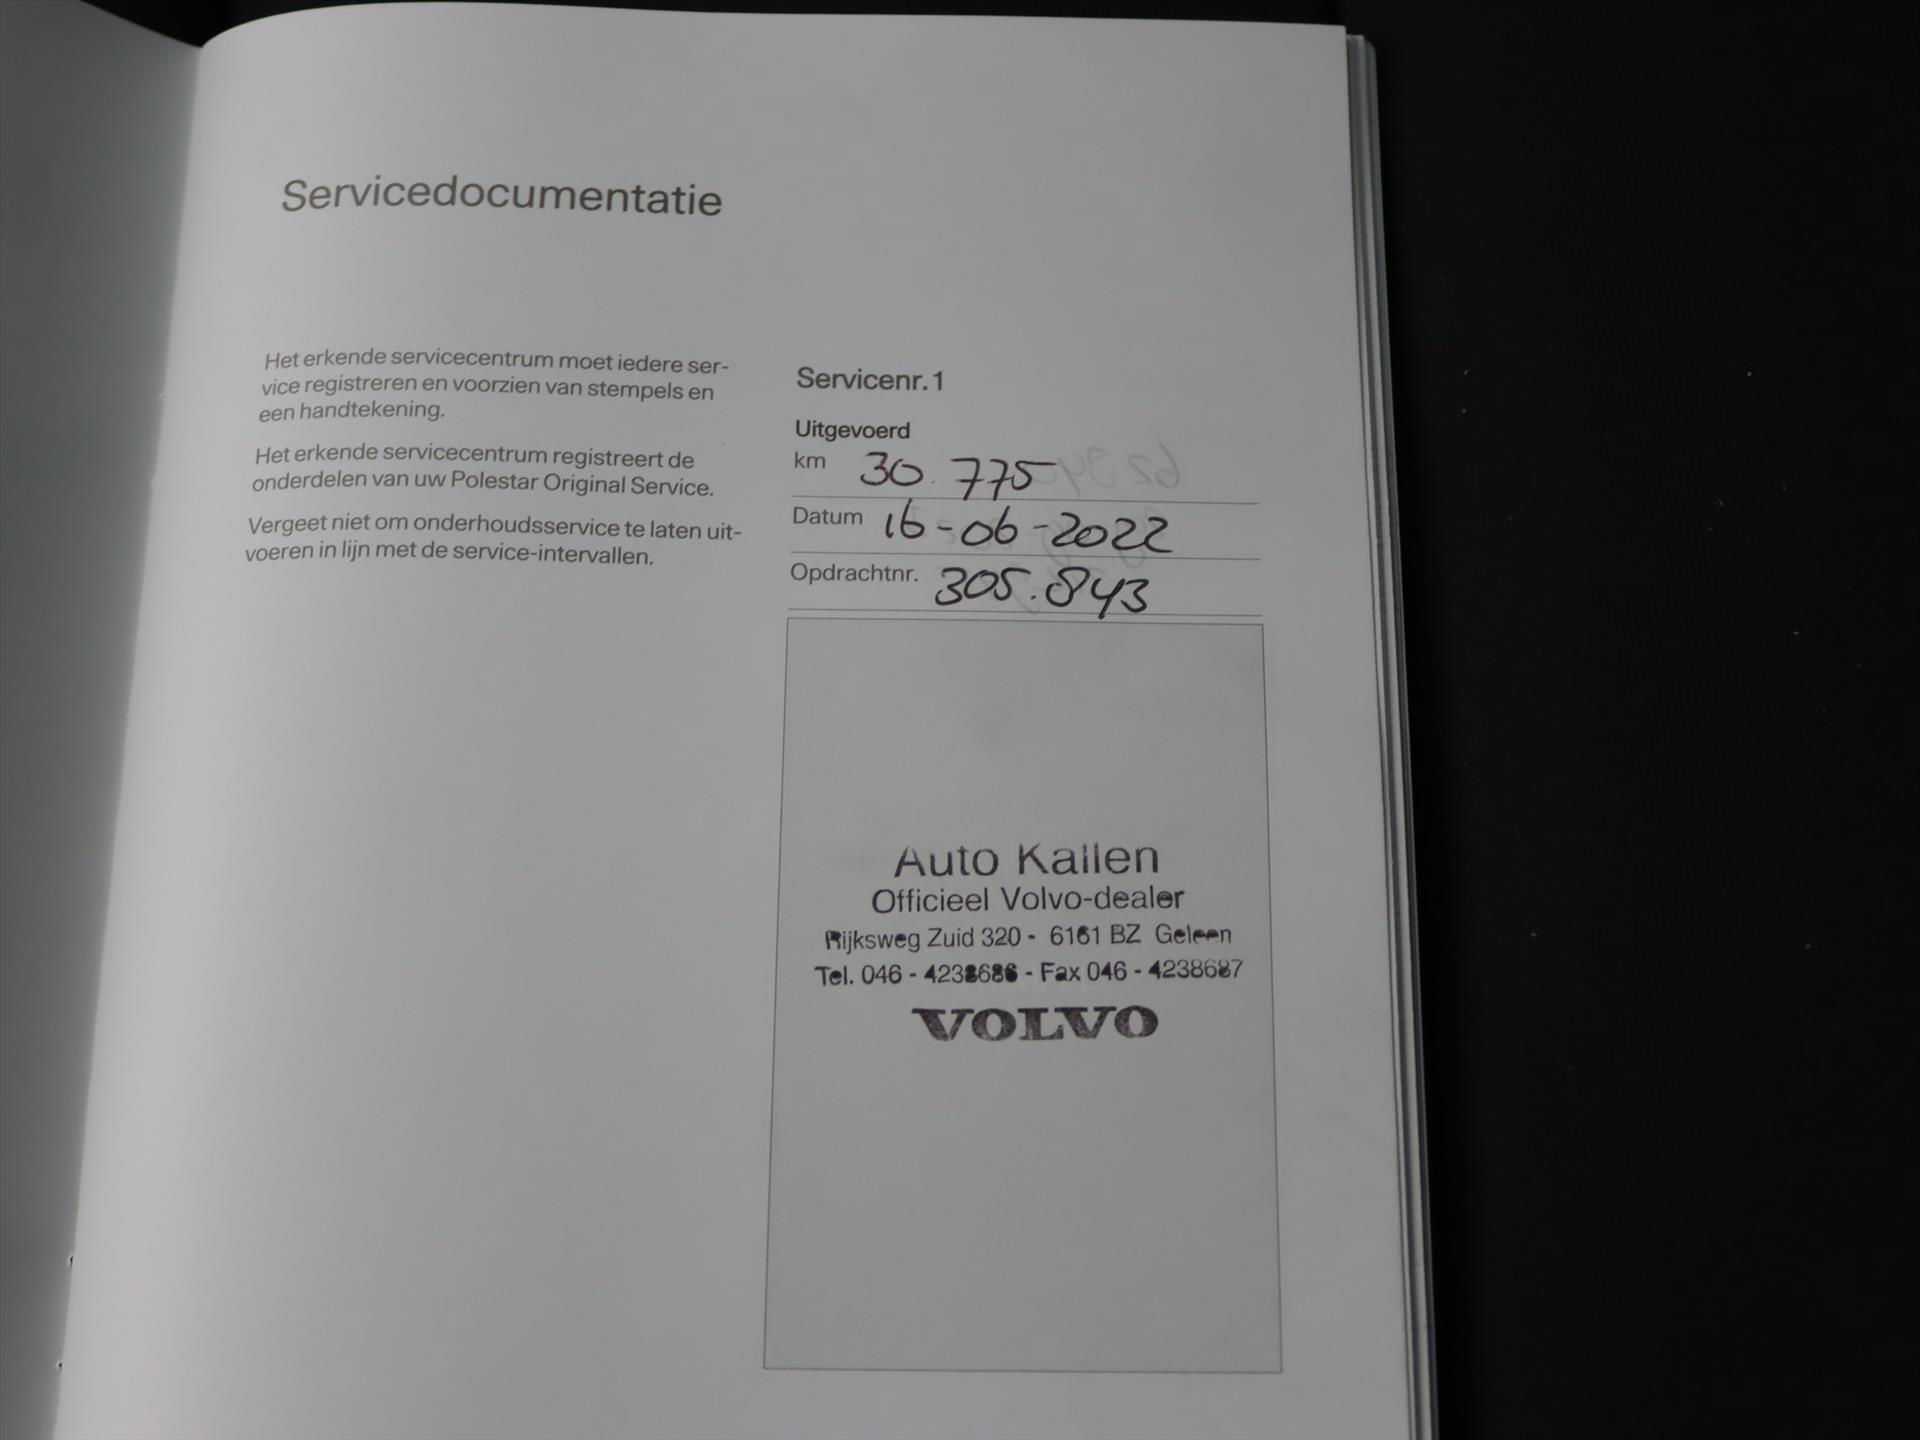 Servicedocumentatie
Het erkende servicecentrum moet iedere ser-
vice registreren en voorzien van stempels en
een handtekening.
Het erkende servicecentrum registreert de
onderdelen van uw Polestar Original Service.
Vergeet niet om onderhoudsservice te laten uit-
voeren in lijn met de service-intervallen.
Servicenr. 1
Uitgevoerd
km 30.775
Datum 16-06-2022
Opdrachtnr. 305.843
Auto Kallen
Officieel Volvo-dealer
Rijksweg Zuid 320 - 6161 BZ Geleen
Tel. 046 - 4238686 - Fax 046 - 4238687
VOLVO